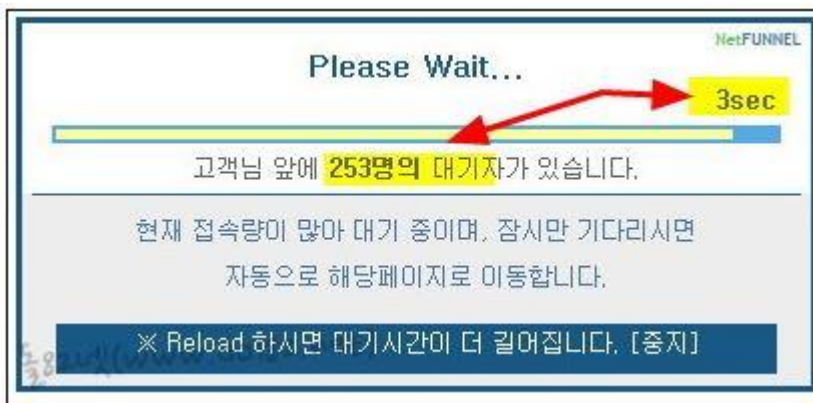 NetFUNNEL
Please Wait...
3sec
고객님 앞에 253명의 대기자가 있습니다.
현재 접속량이 많아 대기 중이며, 잠시만 기다리시면
자동으로 해당페이지로 이동합니다.
※ Reload 하시면 대기시간이 더 길어집니다. [중지]